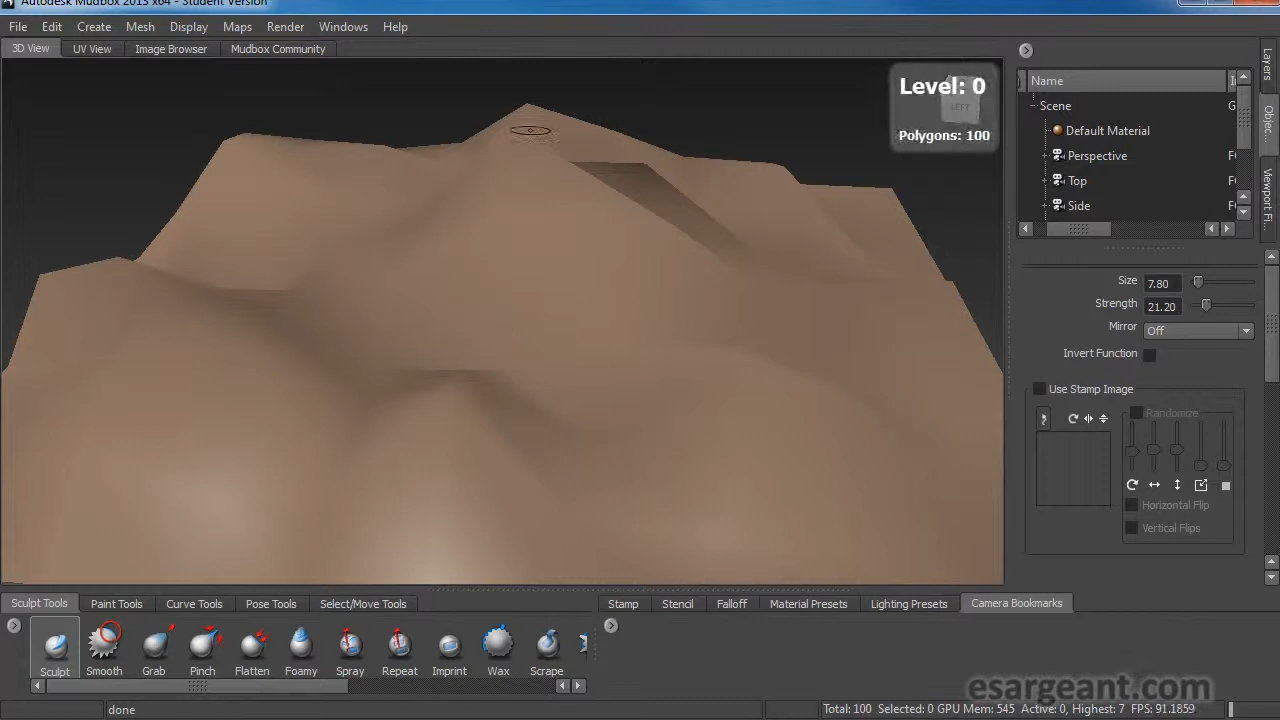 Autodesk Mudbox 2013 x64 - Student Version
File Edit Create Mesh Display Maps Render Windows Help
3D View UV View Image Browser Mudbox Community
Level: 0
LEFT
Polygons: 100
Name
Scene G
Default Material
Perspective
Top
Side
Layers
Size 7.80
Strength 21.20
Mirror Off
Invert Function
Use Stamp Image
Randomize
Horizontal Flip
Vertical Flips
Sculpt Tools Paint Tools Curve Tools Pose Tools Select/Move Tools
Stamp Stencil Falloff Material Presets Lighting Presets Camera Bookmarks
Sculpt Smooth Grab Pinch Flatten Foamy Spray Repeat Imprint Wax Scrape
esargeant.com
done
Total: 100 Selected: 0 GPU Mem: 545 Active: 0, Highest: 7 FPS: 91.1859